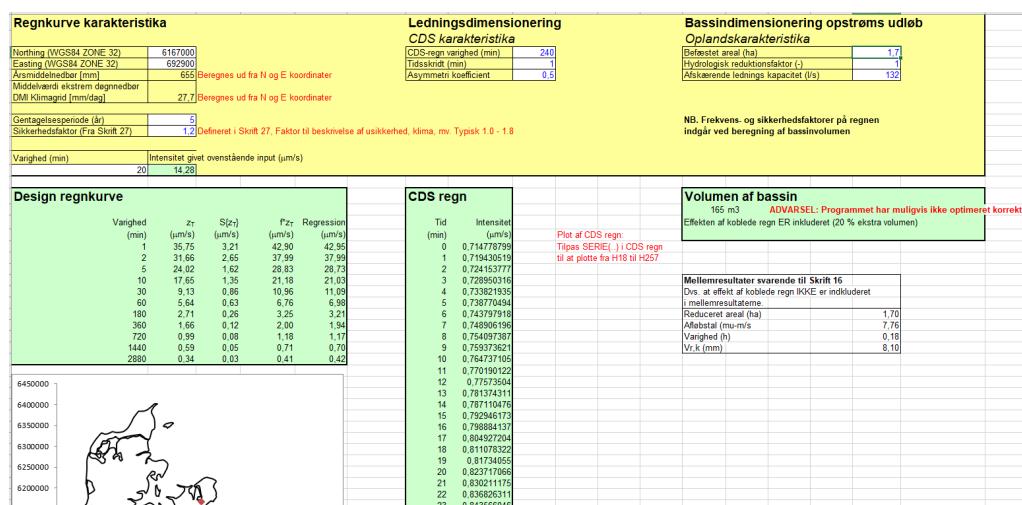 Regnkurve karakteristika
Northing (WGS84 ZONE 32) 6167000
Easting (WGS84 ZONE 32) 692900
Årsmiddelnedbør [mm] 655 Beregnes ud fra N og E koordinater
Middelværdi ekstrem døgnnedbør
DMI Klimagrid [mm/dag] 27,7 Beregnes ud fra N og E koordinater
Gentagelsesperiode (år) 5
Sikkerhedsfaktor (Fra Skrift 27) 1,2 Defineret i Skrift 27, Faktor til beskrivelse af usikkerhed, klima, mv. Typisk 1.0 - 1.8
Varighed (min) Intensitet givet ovenstående input (µm/s)
20 14,28
Ledningsdimensionering
CDS karakteristika
CDS-regn varighed (min) 240
Tidsskridt (min) 1
Asymmetri koefficient 0,5
Bassindimensionering opstrøms udløb
Oplandskarakteristika
Befæstet areal (ha) 1,7
Hydrologisk reduktionsfaktor (-) 1
Afskærende lednings kapacitet (l/s) 132
NB. Frekvens- og sikkerhedsfaktorer på regnen
indgår ved beregning af bassinvolumen
Design regnkurve
Varighed zT S{zT} f*zT Regression
(min) (µm/s) (µm/s) (µm/s) (µm/s)
1 35,75 3,21 42,90 42,95
2 31,66 2,65 37,99 37,99
5 24,02 1,62 28,83 28,73
10 17,65 1,35 21,18 21,03
30 9,13 0,86 10,96 11,09
60 5,64 0,63 6,76 6,98
180 2,71 0,26 3,25 3,21
360 1,66 0,12 2,00 1,94
720 0,99 0,08 1,18 1,17
1440 0,59 0,05 0,71 0,70
2880 0,34 0,03 0,41 0,42
6450000
6400000
6350000
6300000
6250000
6200000
CDS regn
Tid Intensitet
(min) (µm/s)
0 0,714778799
1 0,719430519
2 0,724153777
3 0,728950316
4 0,733821935
5 0,738770494
6 0,743797918
7 0,748906196
8 0,754097387
9 0,759373621
10 0,764737105
11 0,770190122
12 0,77573504
13 0,781374311
14 0,787110476
15 0,792946173
16 0,798884137
17 0,804927204
18 0,811078322
19 0,81734055
20 0,823717066
21 0,830211175
22 0,836826311
Plot af CDS regn:
Tilpas SERIE(..) i CDS regn
til at plotte fra H18 til H257
Volumen af bassin
165 m3 ADVARSEL: Programmet har muligvis ikke optimeret korrekt
Effekten af koblede regn ER inkluderet (20 % ekstra volumen)
Mellemresultater svarende til Skrift 16
Dvs. at effekt af koblede regn IKKE er indkluderet
i mellemresultaterne.
Reduceret areal (ha) 1,70
Afløbstal (mu-m/s 7,76
Varighed (h) 0,18
Vr,k (mm) 8,10